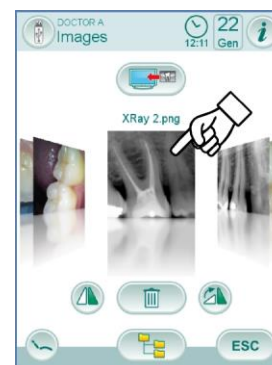 DOCTOR A
Images
12:11
22
Gen
i
XRay 2.png
ESC